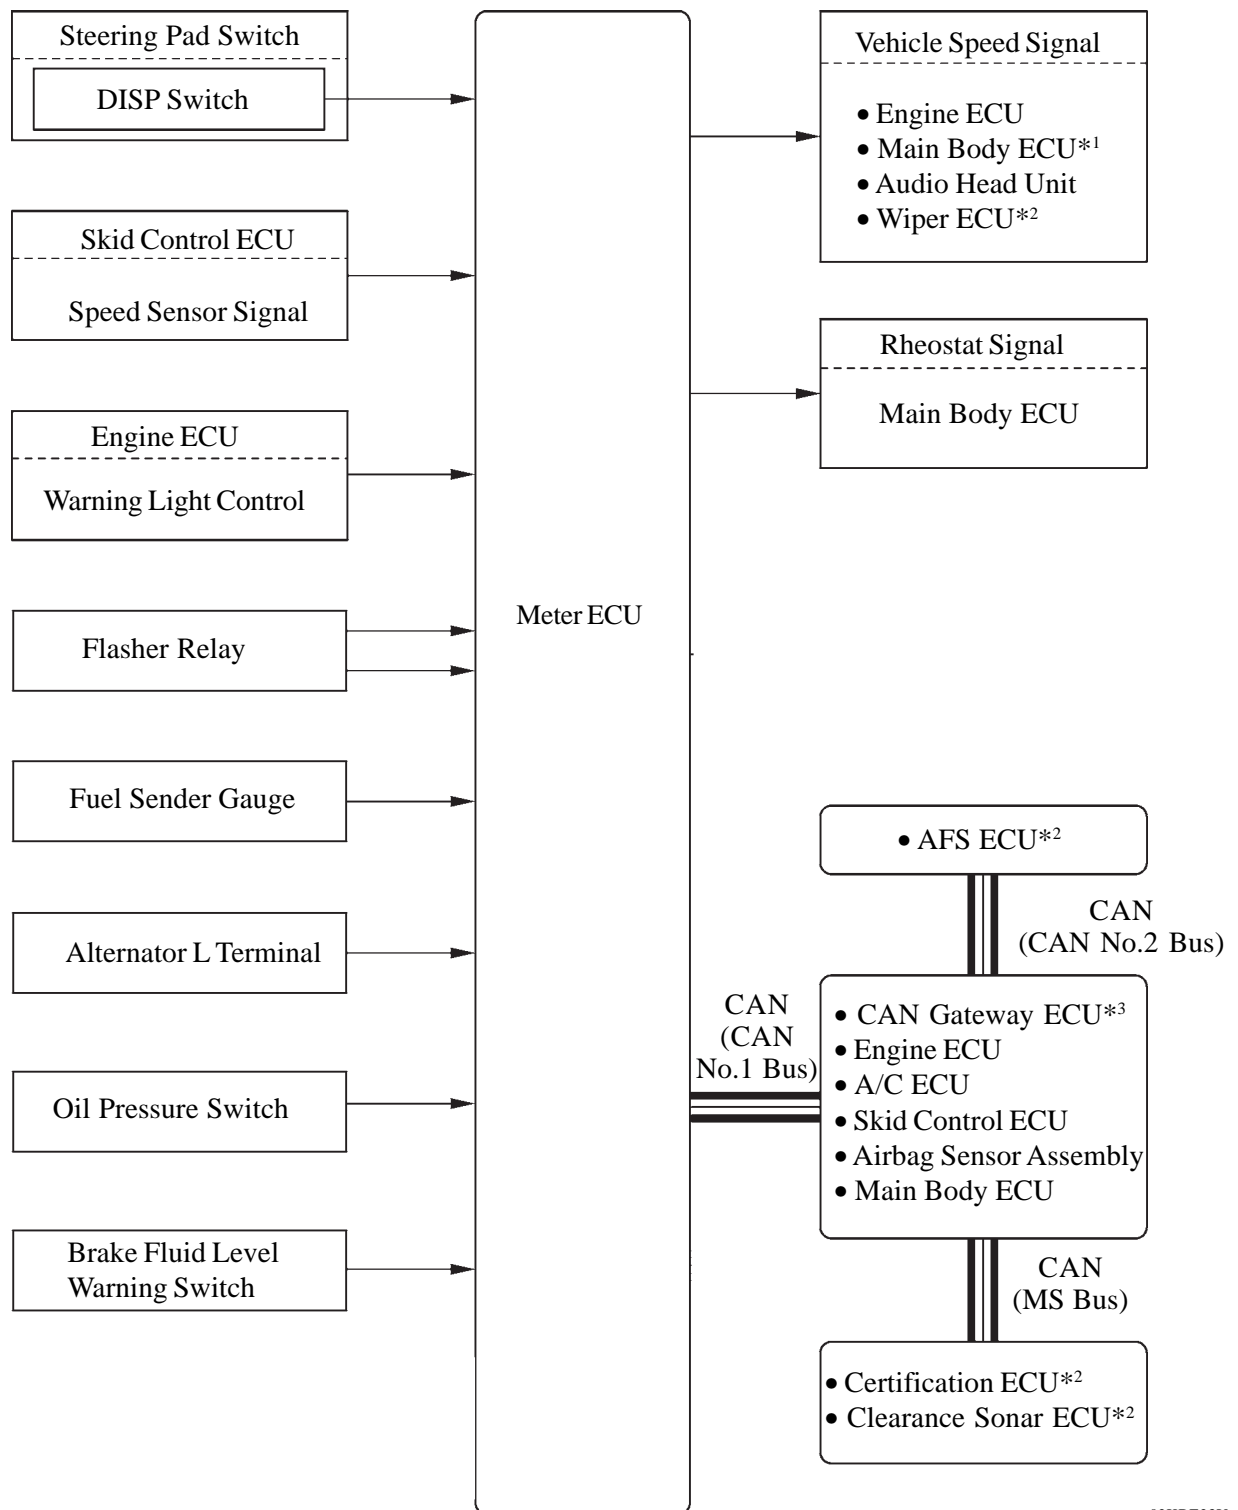 Steering Pad Switch
DISP Switch
Skid Control ECU
Speed Sensor Signal
Engine ECU
Warning Light Control
Flasher Relay
Fuel Sender Gauge
Alternator L Terminal
Oil Pressure Switch
Brake Fluid Level
Warning Switch
Meter ECU
Vehicle Speed Signal
• Engine ECU
• Main Body ECU*1
• Audio Head Unit
• Wiper ECU*2
Rheostat Signal
Main Body ECU
• AFS ECU*2
CAN
(CAN No.2 Bus)
CAN
(CAN
No.1 Bus)
• CAN Gateway ECU*3
• Engine ECU
• A/C ECU
• Skid Control ECU
• Airbag Sensor Assembly
• Main Body ECU
CAN
(MS Bus)
• Certification ECU*2
• Clearance Sonar ECU*2